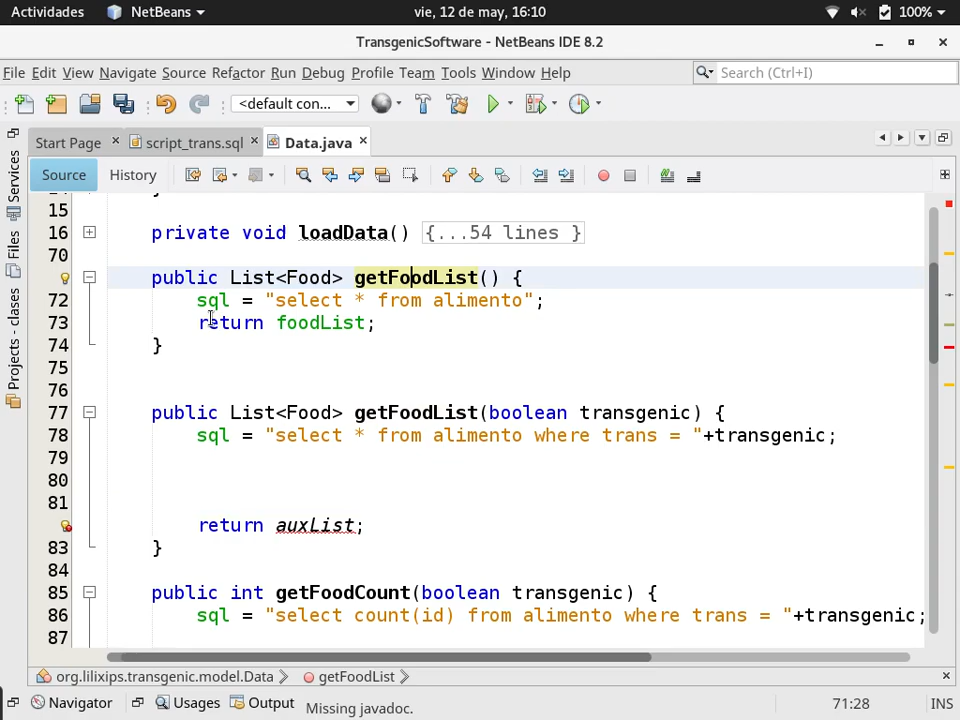 Actividades NetBeans vie, 12 de may, 16:10 100%
TransgenicSoftware - NetBeans IDE 8.2
File Edit View Navigate Source Refactor Run Debug Profile Team Tools Window Help Search (Ctrl+I)
<default con...
Start Page script_trans.sql Data.java
Source History
Services
Files
Projects - classes
15
16 private void loadData() {...54 lines }
70
public List<Food> getFoodList() {
72 sql = "select * from alimento";
73 return foodList;
74 }
75
76
77 public List<Food> getFoodList(boolean transgenic) {
78 sql = "select * from alimento where trans = "+transgenic;
79
80
81
return auxList;
83 }
84
85 public int getFoodCount(boolean transgenic) {
86 sql = "select count(id) from alimento where trans = "+transgenic;
87
org.lilixips.transgenic.model.Data getFoodList
Navigator Usages Output Missing javadoc. 71:28 INS